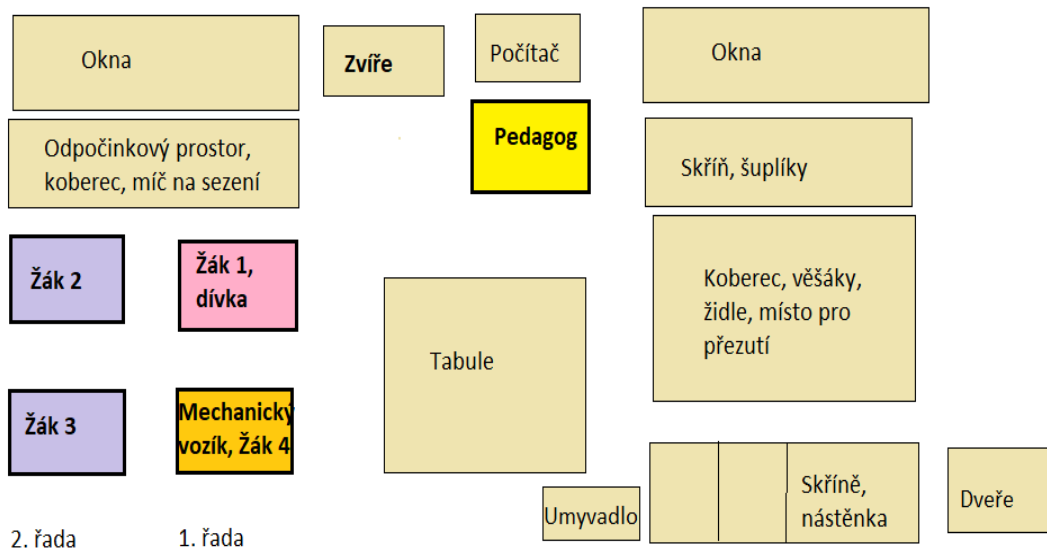 Okna
Zvíře
Počítač
Okna
Pedagog
Odpočinkový prostor,
koberec, míč na sezení
Skříň, šuplíky
Žák 2
Žák 1,
dívka
Koberec, věšáky,
židle, místo pro
přezutí
Tabule
Žák 3
Mechanický
vozík, Žák 4
Skříně,
nástěnka
Dveře
Umyvadlo
2. řada
1. řada